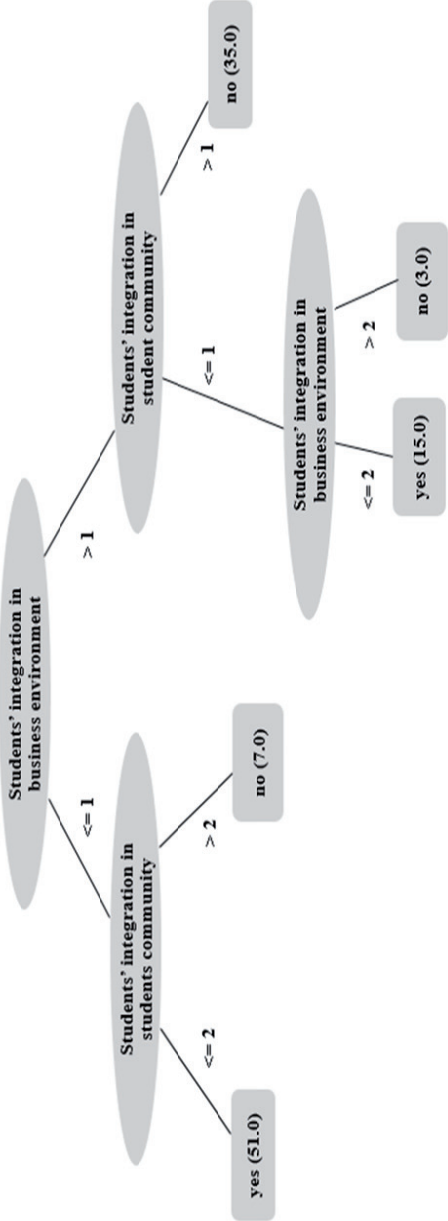 Students’ integration in
business environment
<= 1
> 1
Students’ integration in
students community
Students’ integration in
student community
<= 2
> 2
<= 1
> 1
yes (51.0)
no (7.0)
no (35.0)
Students’ integration in
business environment
<= 2
> 2
yes (15.0)
no (3.0)